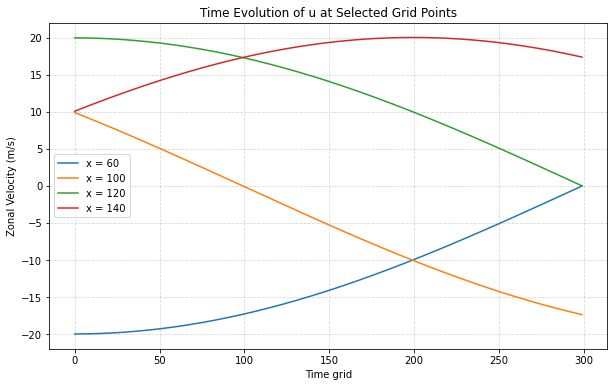 Time Evolution of u at Selected Grid Points
Zonal Velocity (m/s)
20
15
10
5
0
−5
−10
−15
−20
x = 60
x = 100
x = 120
x = 140
0 50 100 150 200 250 300
Time grid